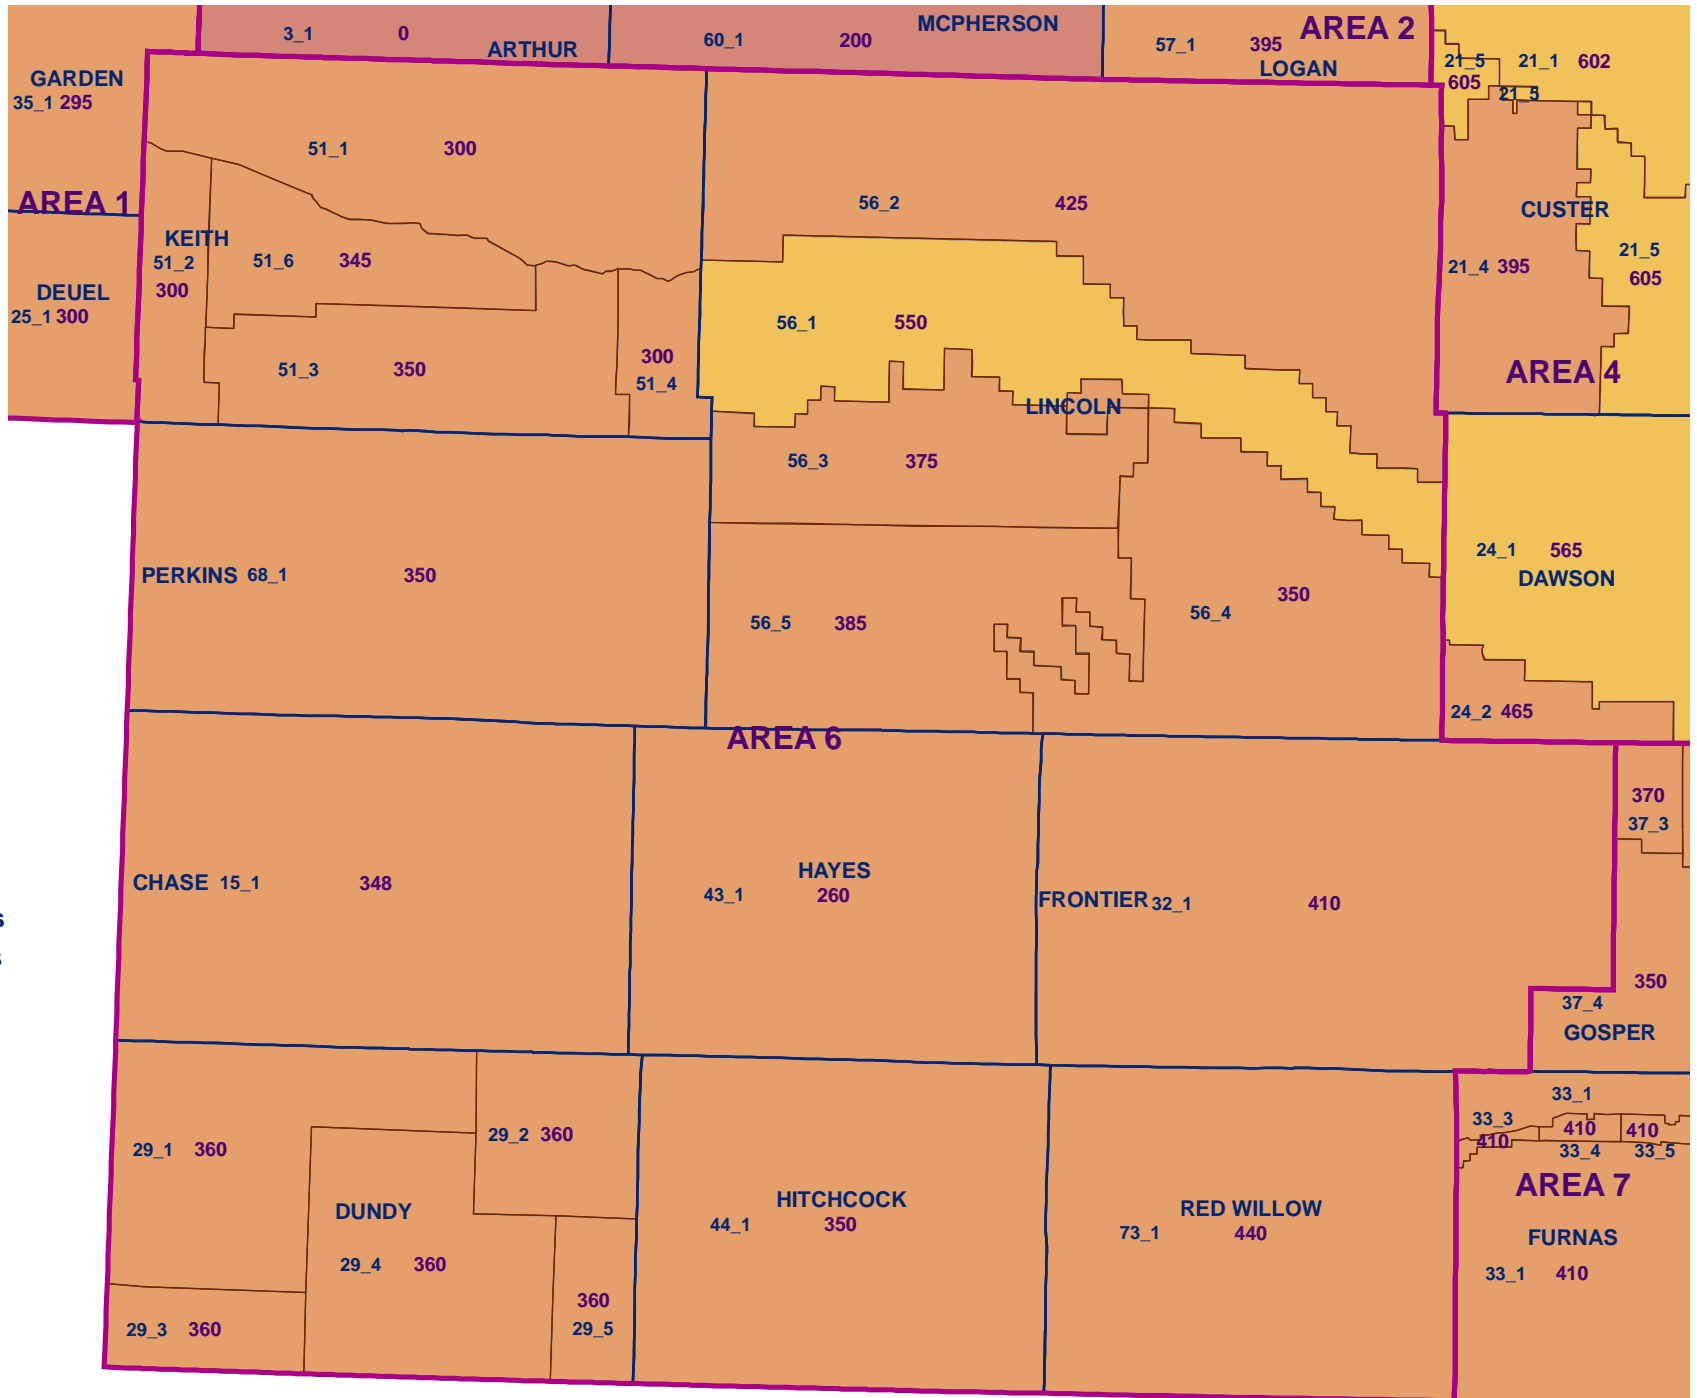 MCPHERSON
3_1 0
ARTHUR
60_1 200
57_1 395
AREA 2
LOGAN
21_5
605
21_1 602
21_5
GARDEN
35_1 295
51_1 300
56_2 425
AREA 1
KEITH
51_2
300
51_6 345
CUSTER
21_4 395
21_5
605
DEUEL
25_1 300
56_1 550
51_3 350
300
51_4
AREA 4
LINCOLN
56_3 375
24_1 565
DAWSON
PERKINS 68_1 350
56_5 385
350
56_4
24_2 465
AREA 6
370
37_3
CHASE 15_1 348
HAYES
43_1 260
FRONTIER 32_1 410
s
s
350
37_4
GOSPER
33_1
33_3
410
410
410
33_4 33_5
29_1 360
29_2 360
AREA 7
DUNDY
HITCHCOCK
44_1 350
RED WILLOW
73_1 440
FURNAS
29_4 360
33_1 410
29_3 360
360
29_5